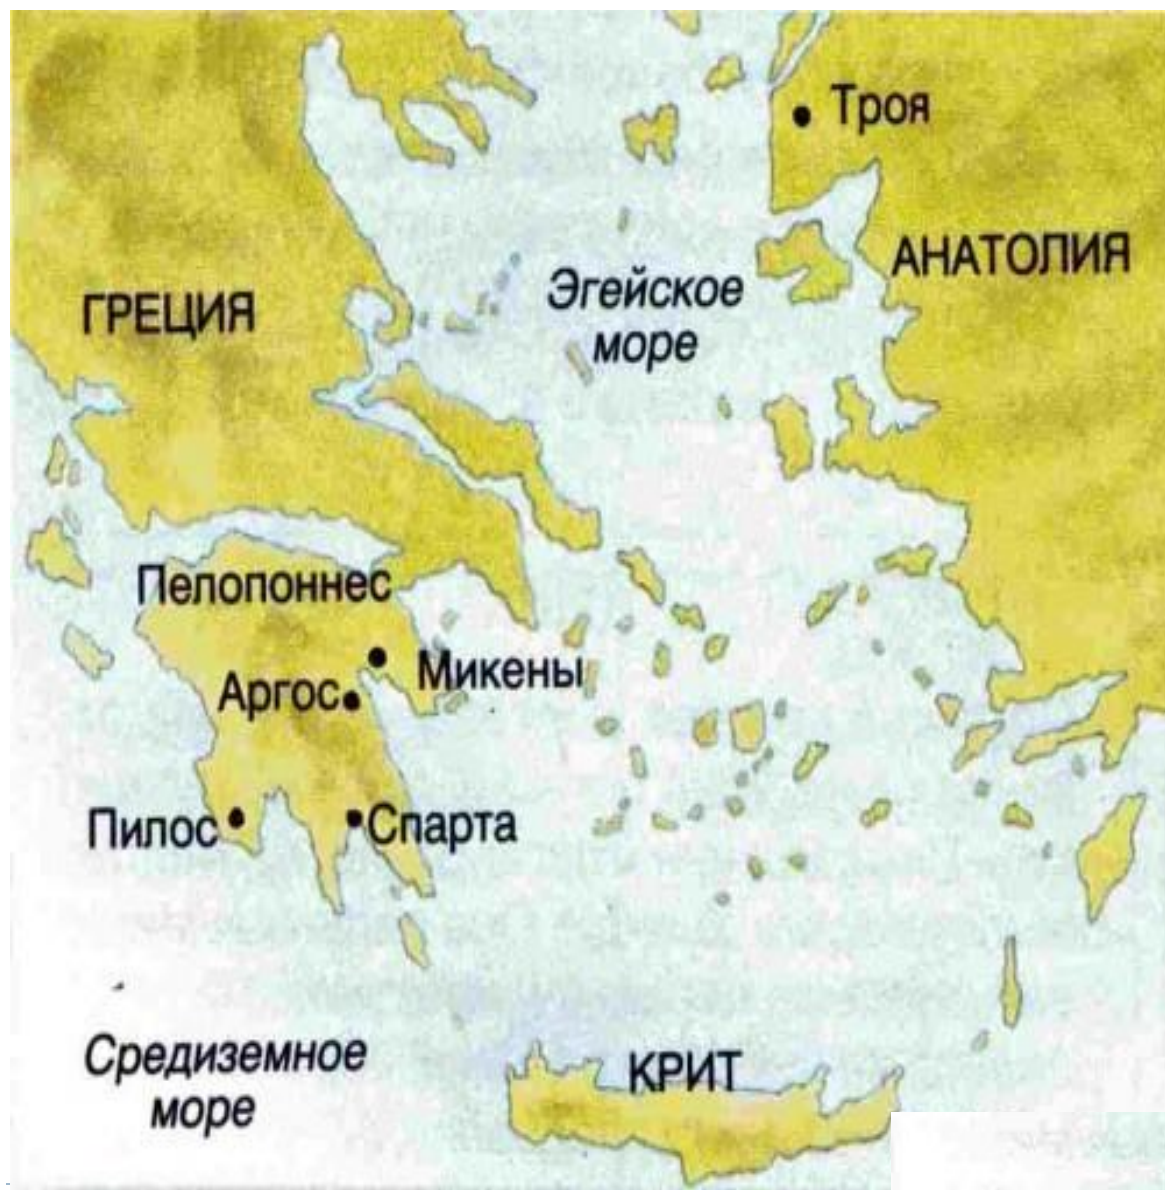 Троя
АНАТОЛИЯ
Эгейское
море
ГРЕЦИЯ
Пелопоннес
Микены
Аргос
Пилос
Спарта
Средиземное
море
КРИТ